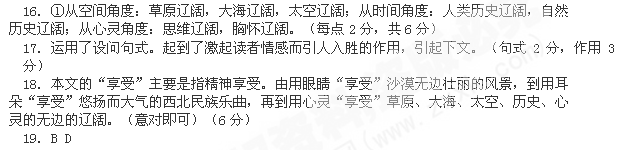 16. ①从空间角度：草原辽阔，大海辽阔，太空辽阔；从时间角度：人类历史辽阔，自然
历史辽阔；从心灵角度：思维辽阔，胸怀辽阔。（每点 2 分，共 6 分）
17. 运用了设问句式。起到了激起读者情感而引人入胜的作用，引起下文。（句式 2 分，作用 3
分）
18. 本文的“享受”主要是指精神享受。由用眼睛“享受”沙漠无边壮丽的风景，到用耳
朵“享受”悠扬而大气的西北民族乐曲，再到用心灵“享受”草原、大海、太空、历史、心
灵的无边的辽阔。（意对即可）（6 分）
19. B D